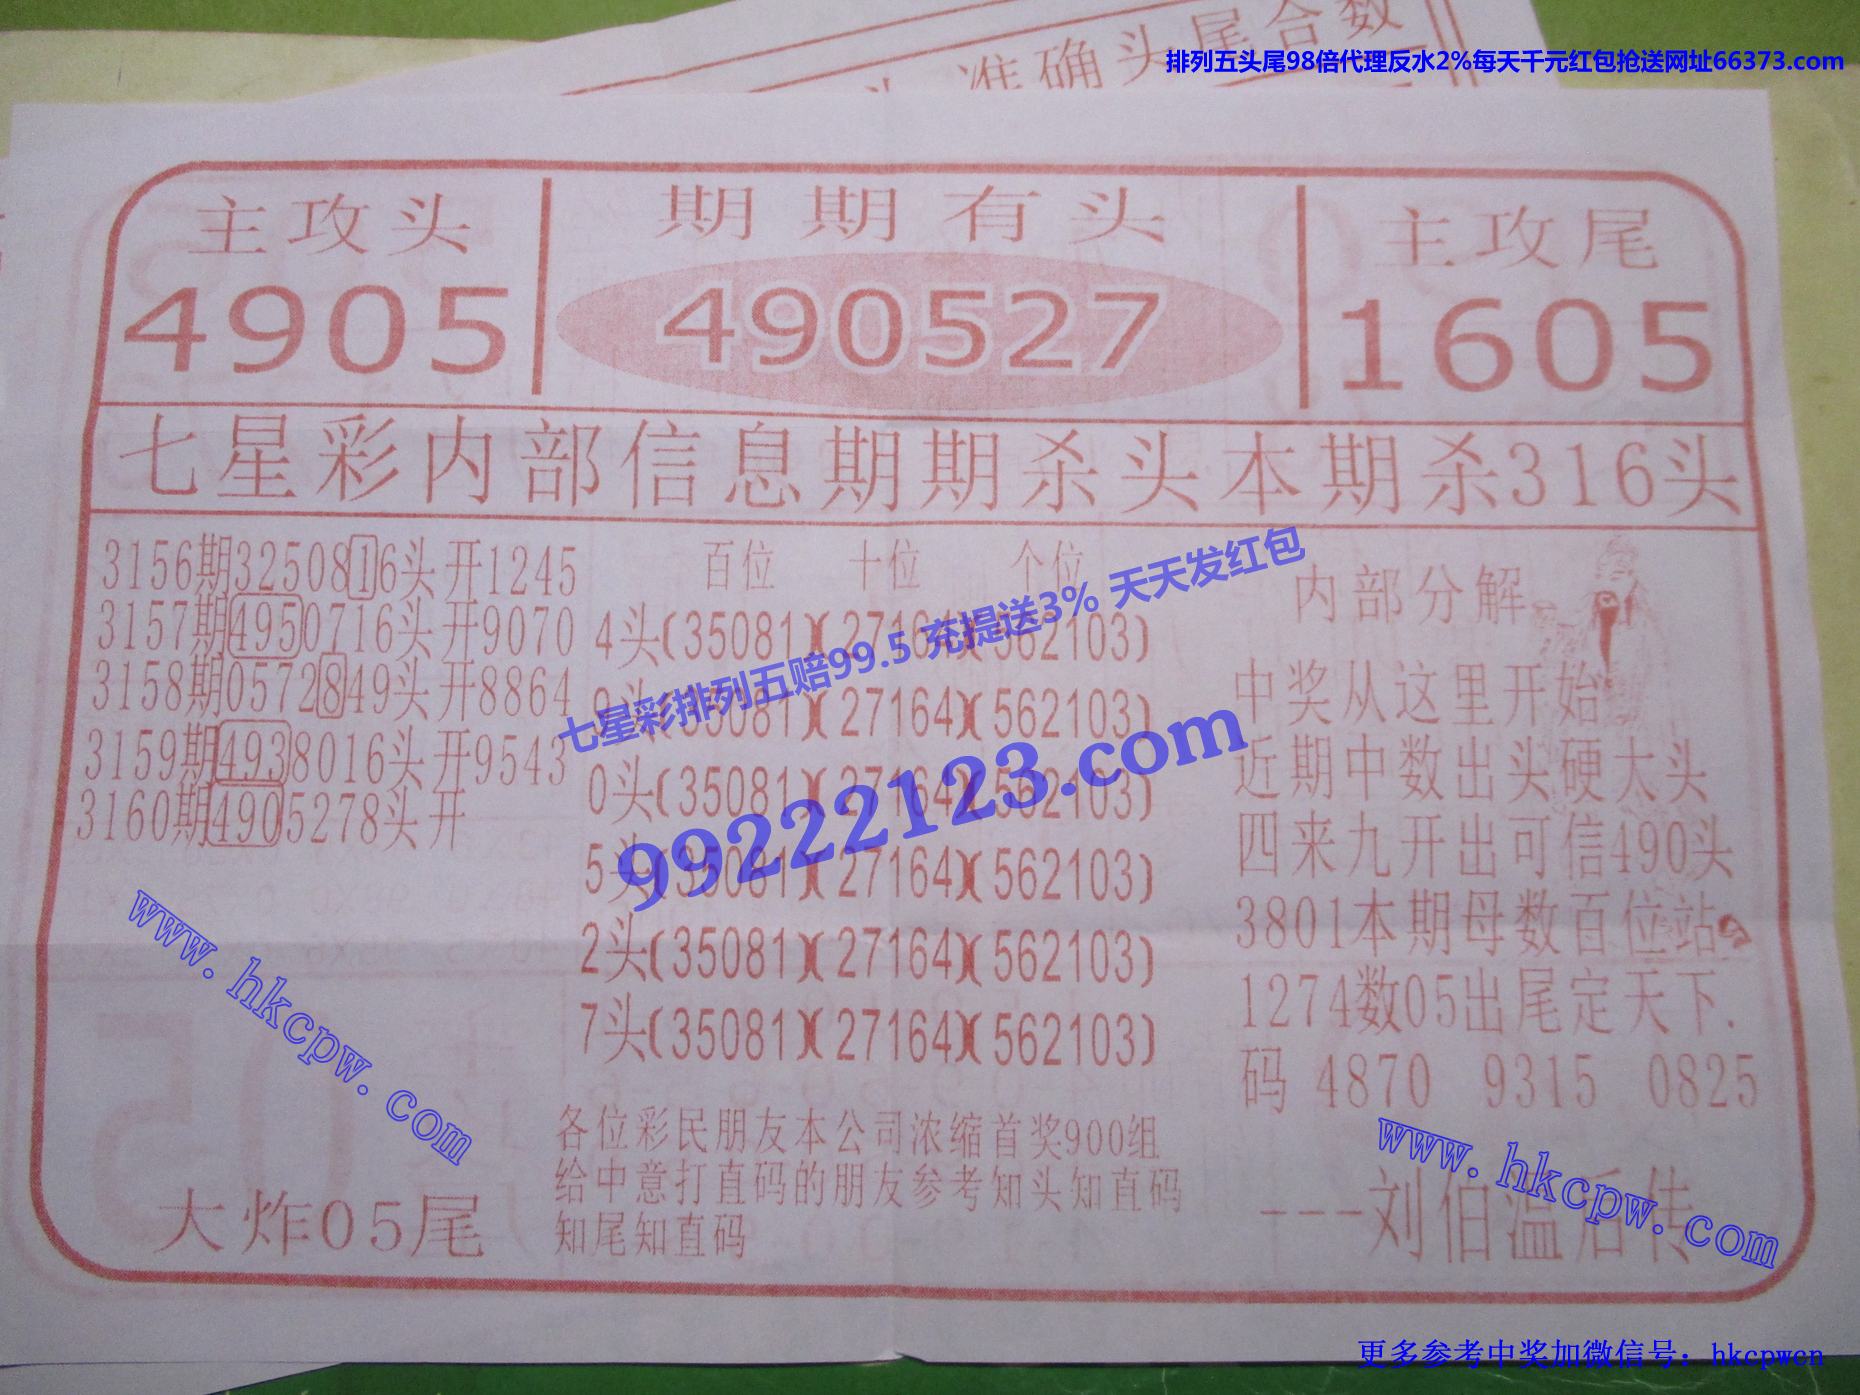 准确头尾合数
排列五头尾98倍代理反水2%每天千元红包抢送网址66373.com
主攻头
4905
期期有头
490527
主攻尾
1605
七星彩内部信息期期杀头本期杀316头
3156期3250816头开1245
3157期4950716头开9070
3158期0572849头开8864
3159期4938016头开9543
3160期4905278头开
百位 十位 个位
4头(35081)(27164)(562103)
9头(35081)(27164)(562103)
0头(35081)(27164)(562103)
5头(35081)(27164)(562103)
2头(35081)(27164)(562103)
7头(35081)(27164)(562103)
七星彩排列五赔99.5 充提送3% 天天发红包
99222123.com
内部分解
中奖从这里开始
近期中数出头硬太头
四来九开出可信490头
3801本期母数百位站
1274数05出尾定天下.
码 4870 9315 0825
---刘伯温后传
各位彩民朋友本公司浓缩首奖900组
给中意打直码的朋友参考知头知直码
知尾知直码
大炸05尾
www.hkcpw.com
www.hkcpw.com
更多参考中奖加微信号：hkcpwcn